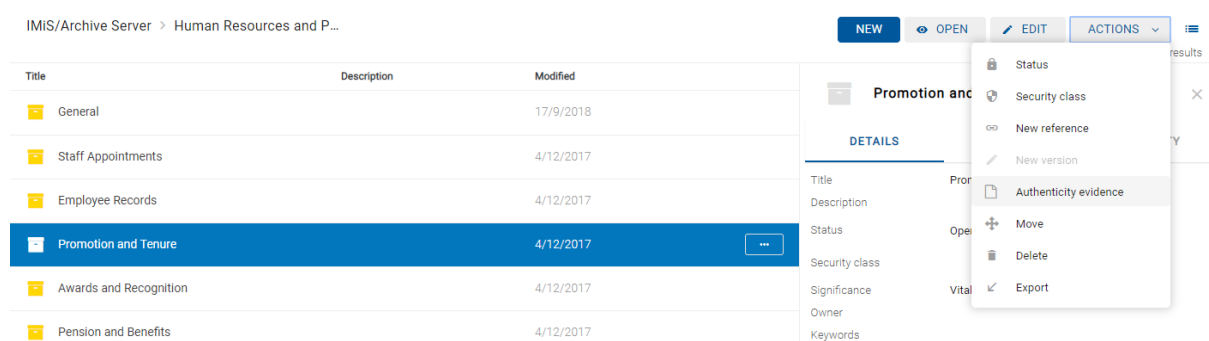 IMiS/Archive Server > Human Resources and P...
NEW OPEN EDIT ACTIONS
results
Title Description Modified
General 17/9/2018
Staff Appointments 4/12/2017
Employee Records 4/12/2017
Promotion and Tenure 4/12/2017 ...
Awards and Recognition 4/12/2017
Pension and Benefits 4/12/2017
Promotion and
DETAILS
Title
Description
Status
Security class
Significance Vital
Owner
Keywords
Status
Security class
New reference
New version
Authenticity evidence
Move
Delete
Export